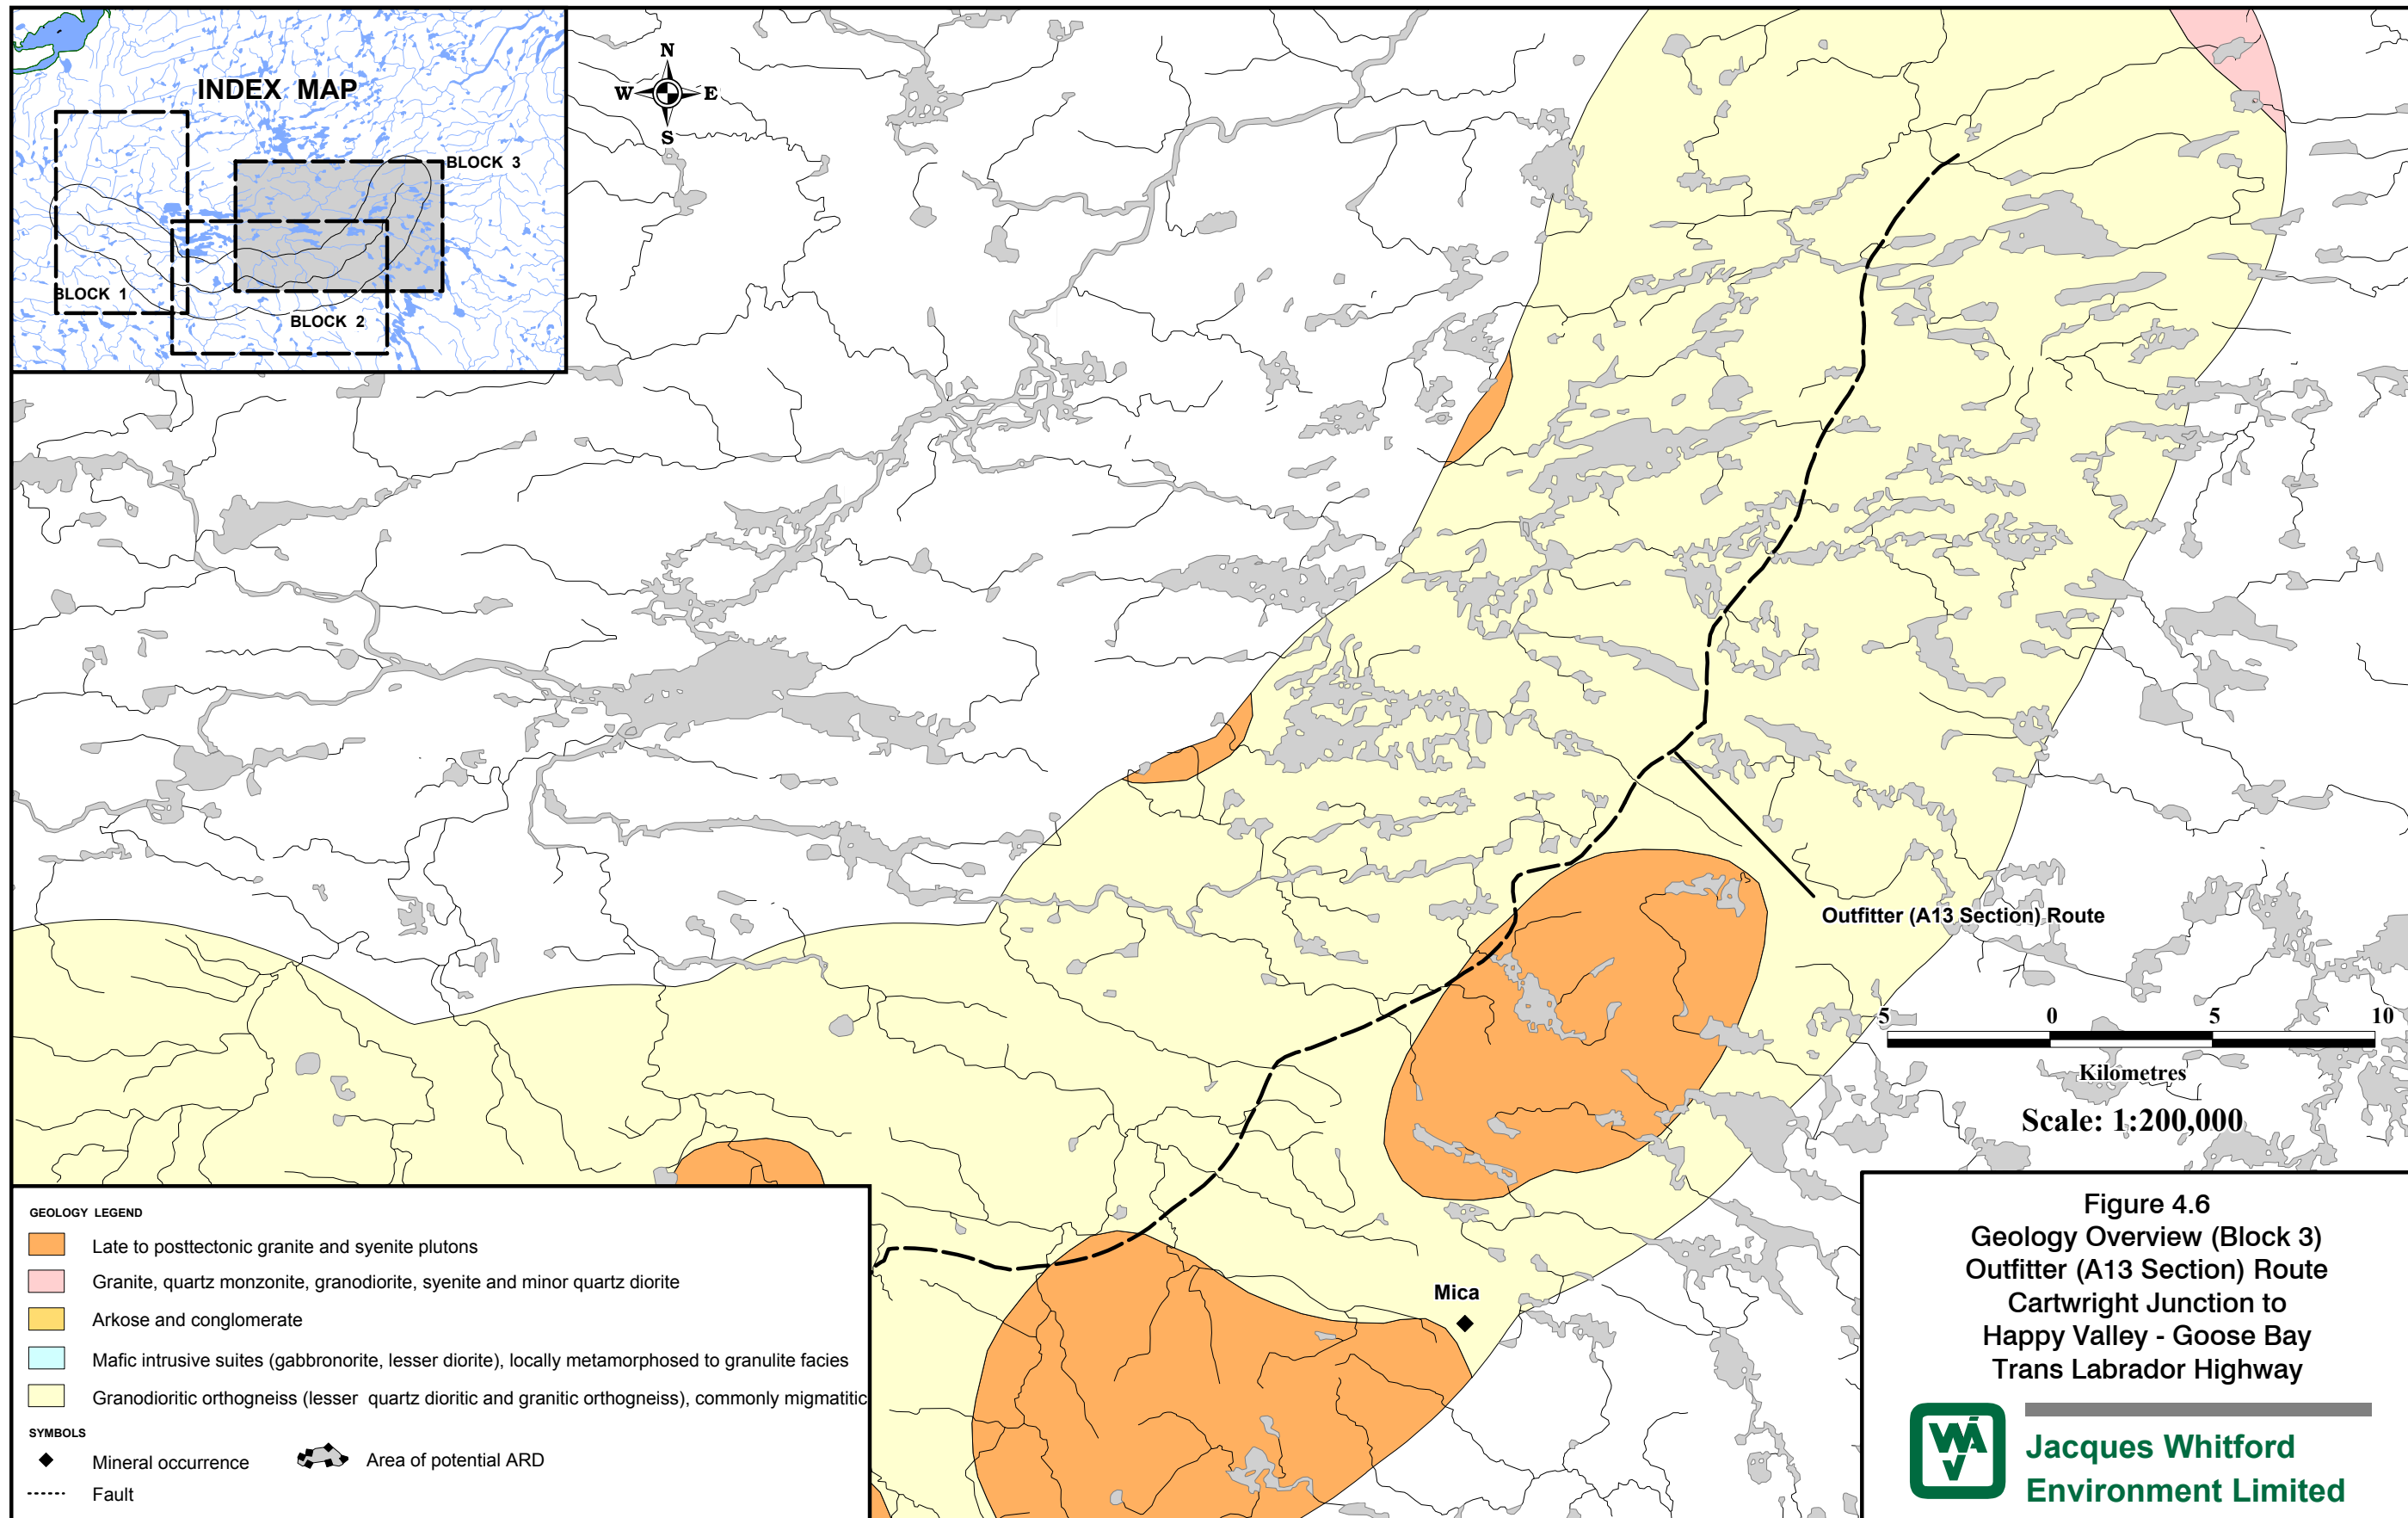 INDEX MAP
BLOCK 3
BLOCK 1
BLOCK 2
N
W E
S
Outfitter (A13 Section) Route
5 0 5 10
Kilometres
Scale: 1:200,000
Mica
GEOLOGY LEGEND
Late to posttectonic granite and syenite plutons
Granite, quartz monzonite, granodiorite, syenite and minor quartz diorite
Arkose and conglomerate
Mafic intrusive suites (gabbronorite, lesser diorite), locally metamorphosed to granulite facies
Granodioritic orthogneiss (lesser quartz dioritic and granitic orthogneiss), commonly migmatitic
SYMBOLS
Mineral occurrence
Area of potential ARD
Fault
Figure 4.6
Geology Overview (Block 3)
Outfitter (A13 Section) Route
Cartwright Junction to
Happy Valley - Goose Bay
Trans Labrador Highway
Jacques Whitford
Environment Limited